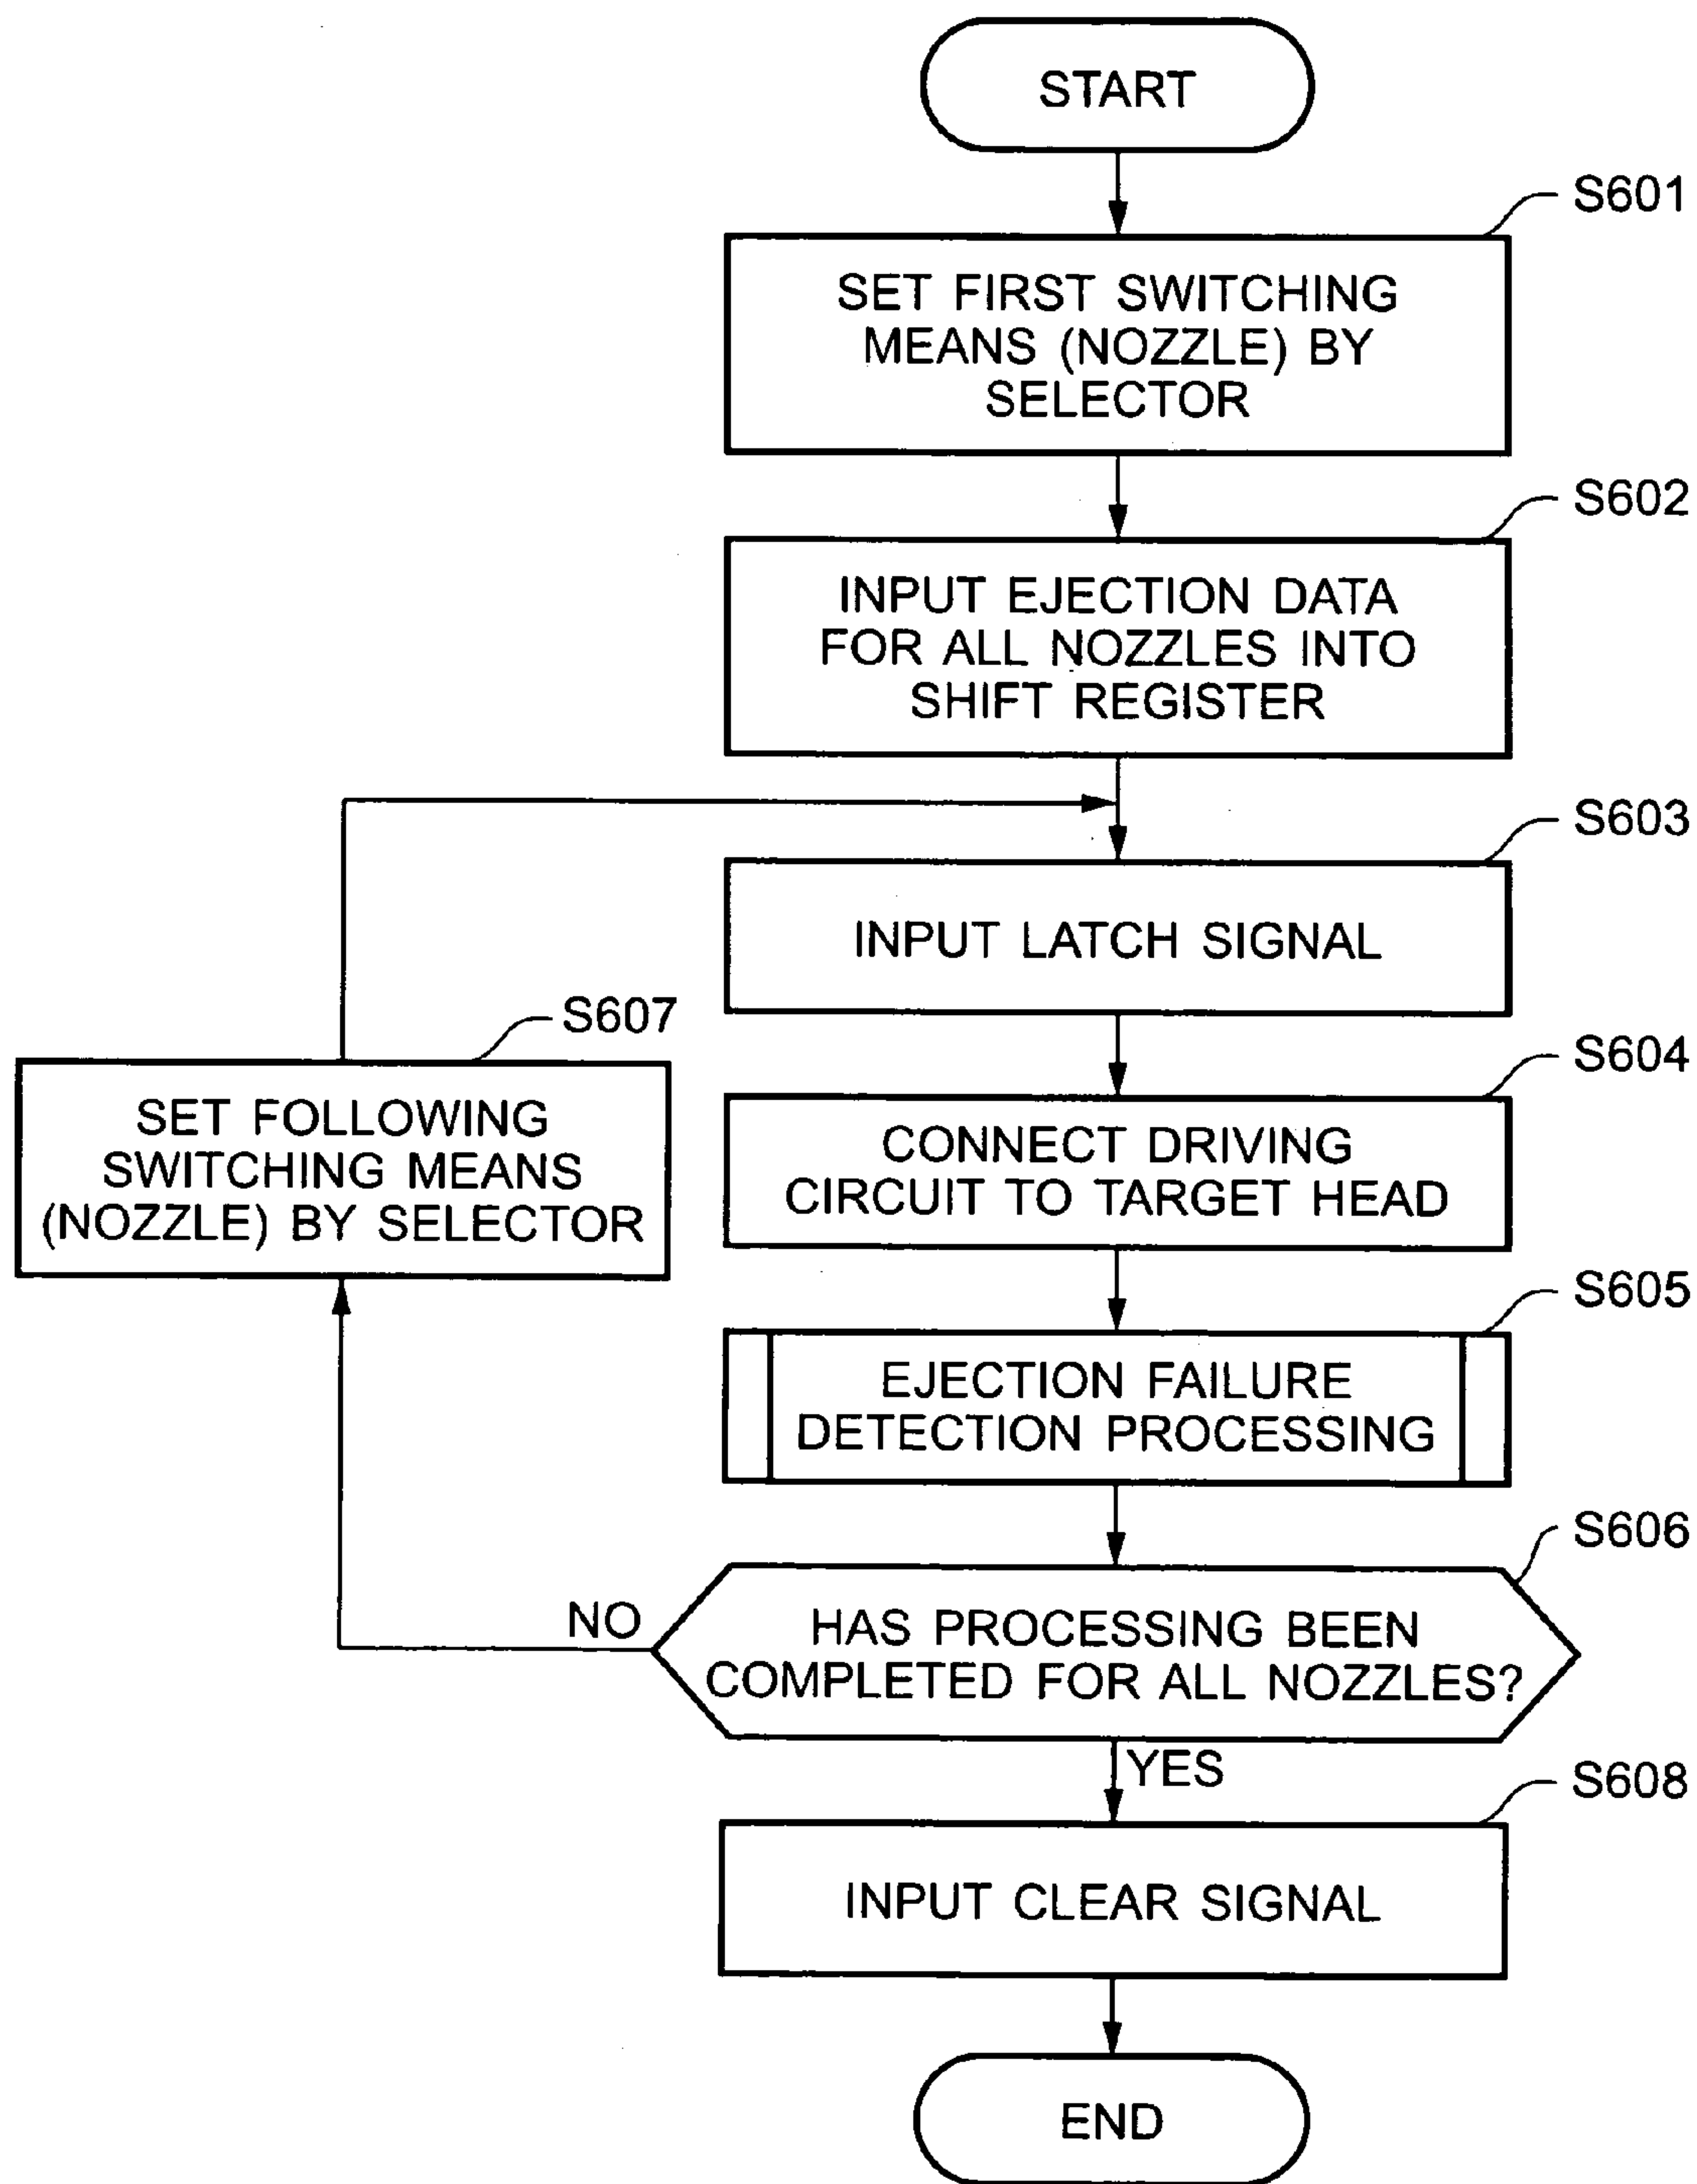 START
S601
SET FIRST SWITCHING
MEANS (NOZZLE) BY
SELECTOR
S602
INPUT EJECTION DATA
FOR ALL NOZZLES INTO
SHIFT REGISTER
S603
INPUT LATCH SIGNAL
S607
SET FOLLOWING
SWITCHING MEANS
(NOZZLE) BY SELECTOR
S604
CONNECT DRIVING
CIRCUIT TO TARGET HEAD
S605
EJECTION FAILURE
DETECTION PROCESSING
S606
NO
HAS PROCESSING BEEN
COMPLETED FOR ALL NOZZLES?
YES
S608
INPUT CLEAR SIGNAL
END